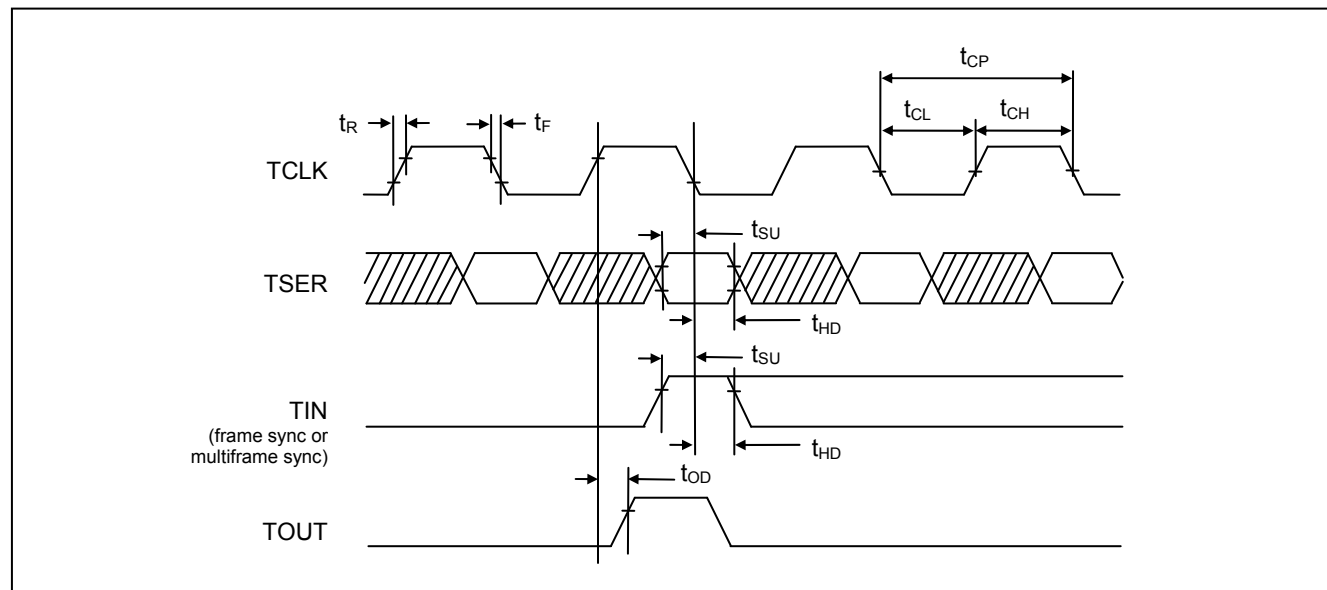 tCP
tCL
tCH
tR
tF
TCLK
tSU
TSER
tHD
tSU
TIN
(frame sync or
multiframe sync)
tHD
tOD
TOUT